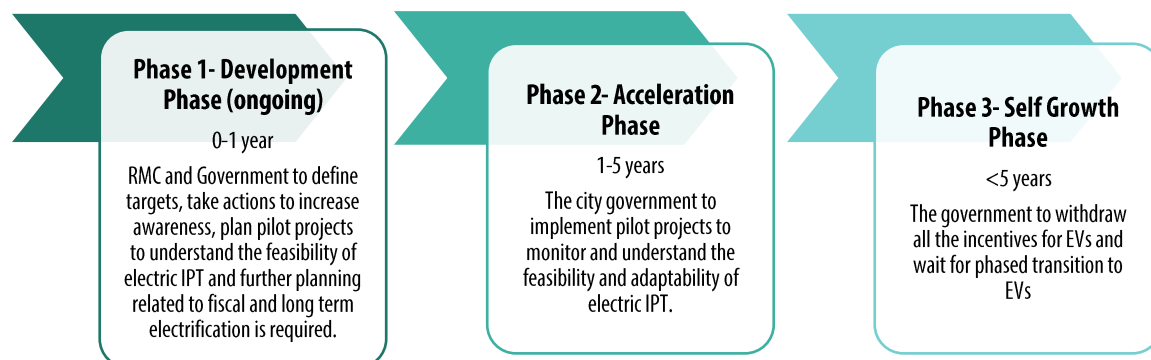 Phase 1- Development
Phase (ongoing)
0-1 year
RMC and Government to define
targets, take actions to increase
awareness, plan pilot projects
to understand the feasibility of
electric IPT and further planning
related to fiscal and long term
electrification is required.
Phase 2- Acceleration
Phase
1-5 years
The city government to
implement pilot projects to
monitor and understand the
feasibility and adaptability of
electric IPT.
Phase 3- Self Growth
Phase
<5 years
The government to withdraw
all the incentives for EVs and
wait for phased transition to
EVs